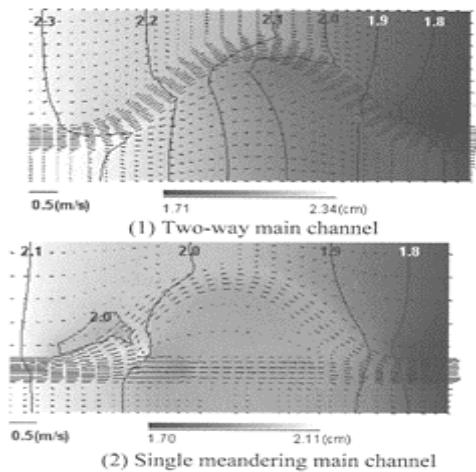 2.3 2.2 2.1 2.0 1.9 1.8
0.5(m/s) 1.71 2.34(cm)
(1) Two-way main channel
2.1 2.0 1.9 1.8
2.0
0.5(m/s) 1.70 2.11(cm)
(2) Single meandering main channel